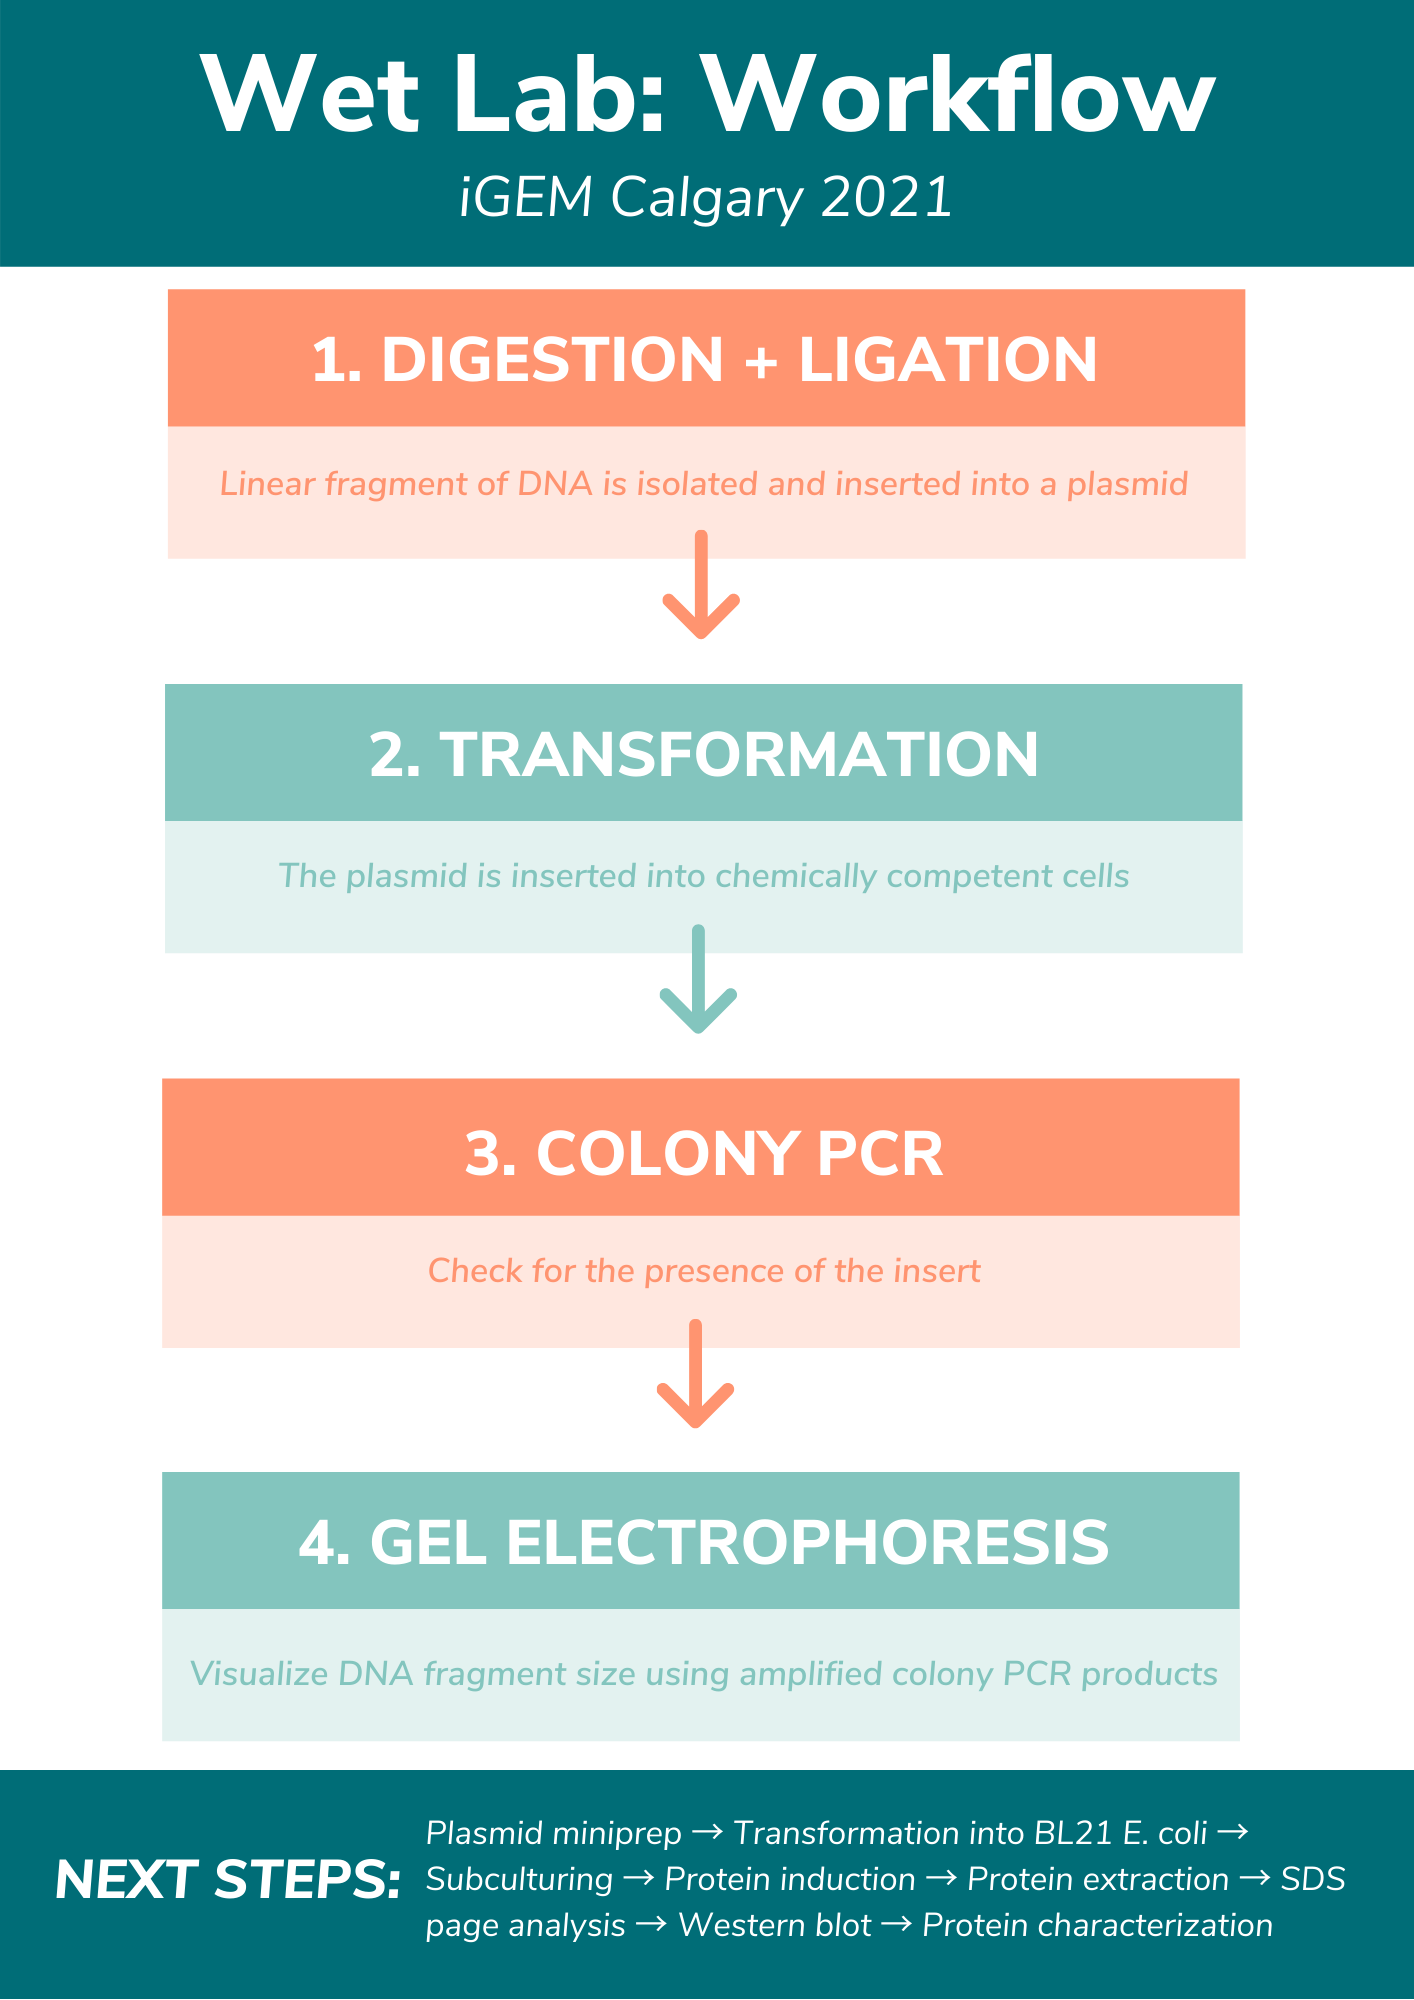 Wet Lab: Workflow
iGEM Calgary 2021
1. DIGESTION + LIGATION
Linear fragment of DNA is isolated and inserted into a plasmid
2. TRANSFORMATION
The plasmid is inserted into chemically competent cells
3. COLONY PCR
Check for the presence of the insert
4. GEL ELECTROPHORESIS
Visualize DNA fragment size using amplified colony PCR products
NEXT STEPS:
Plasmid miniprep → Transformation into BL21 E. coli →
Subculturing → Protein induction → Protein extraction → SDS
page analysis → Western blot → Protein characterization